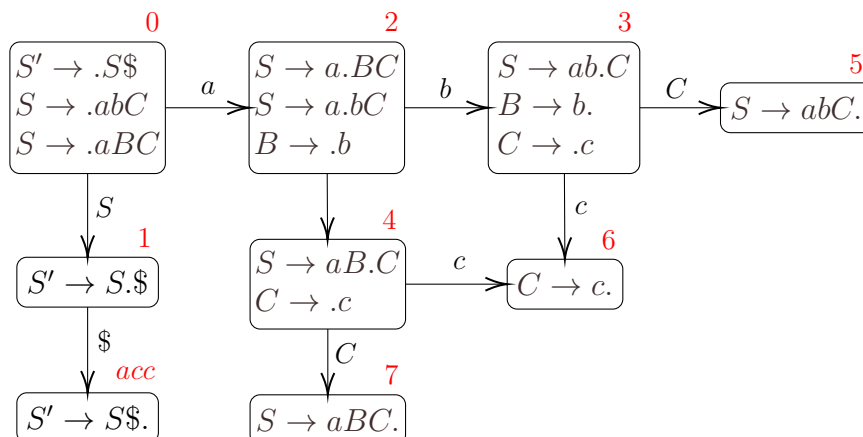 0
S′ → .S$
S → .abC
S → .aBC
a
2
S → a.BC
S → a.bC
B → .b
b
3
S → ab.C
B → b.
C → .c
C
5
S → abC.
S
1
S′ → S.$
4
S → aB.C
C → .c
c
c
6
C → c.
$
acc
S′ → S$.
C
7
S → aBC.